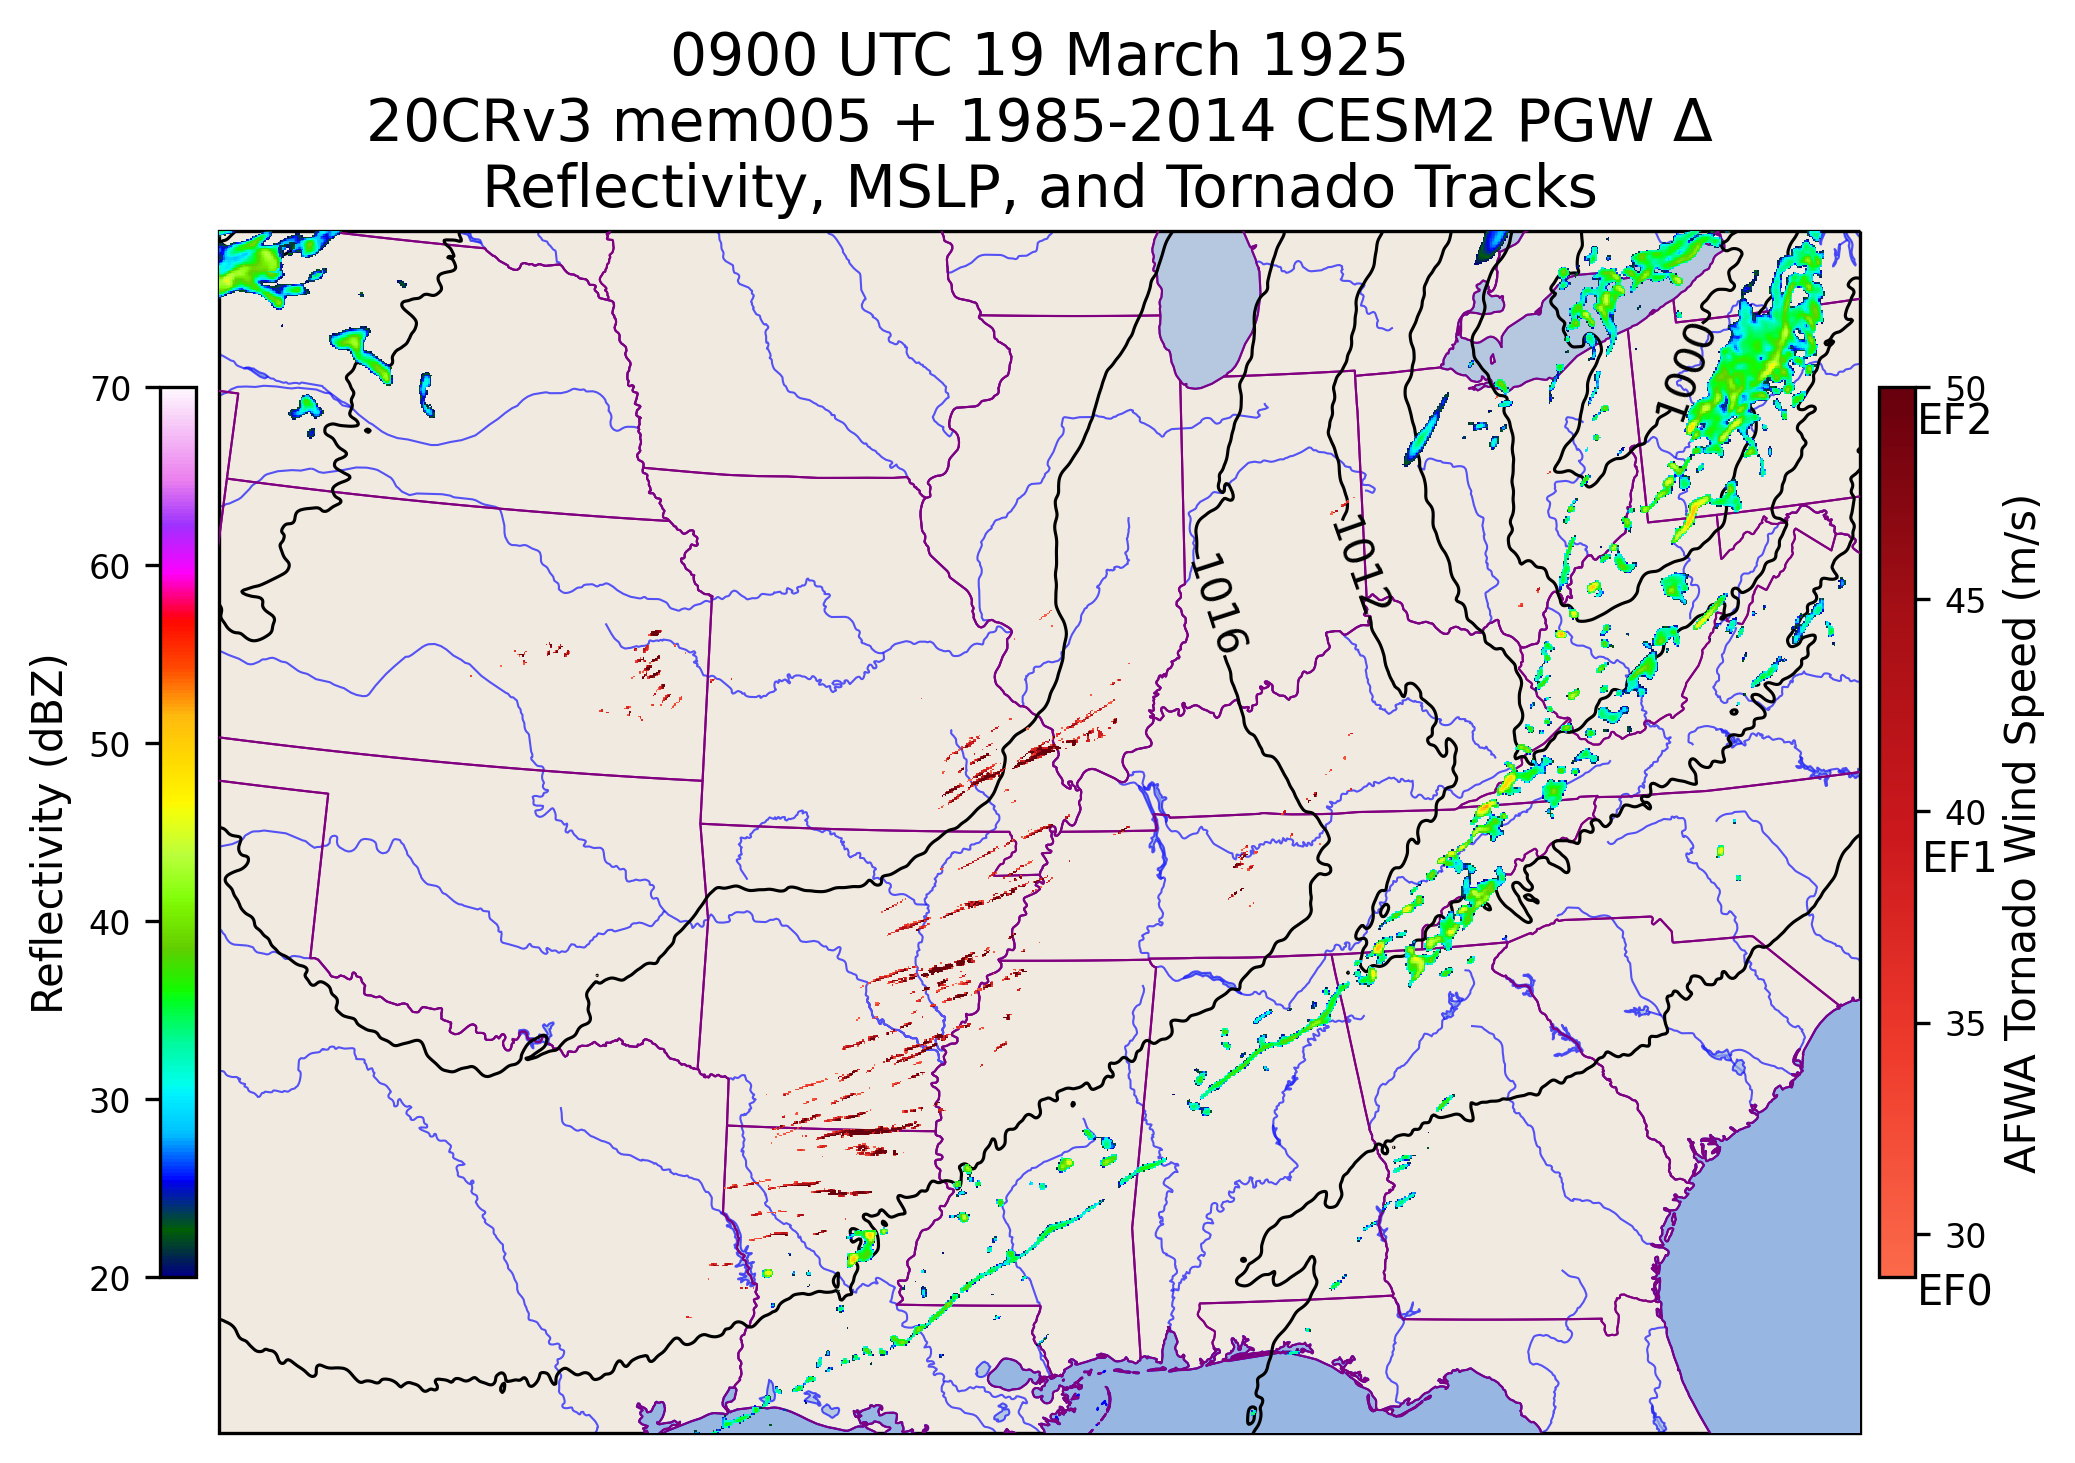 0900 UTC 19 March 1925
20CRv3 mem005 + 1985-2014 CESM2 PGW Δ
Reflectivity, MSLP, and Tornado Tracks
Reflectivity (dBZ)
70
60
50
40
30
20
1000
1012
1016
50
EF2
45
40
EF1
35
30
EF0
AFWA Tornado Wind Speed (m/s)